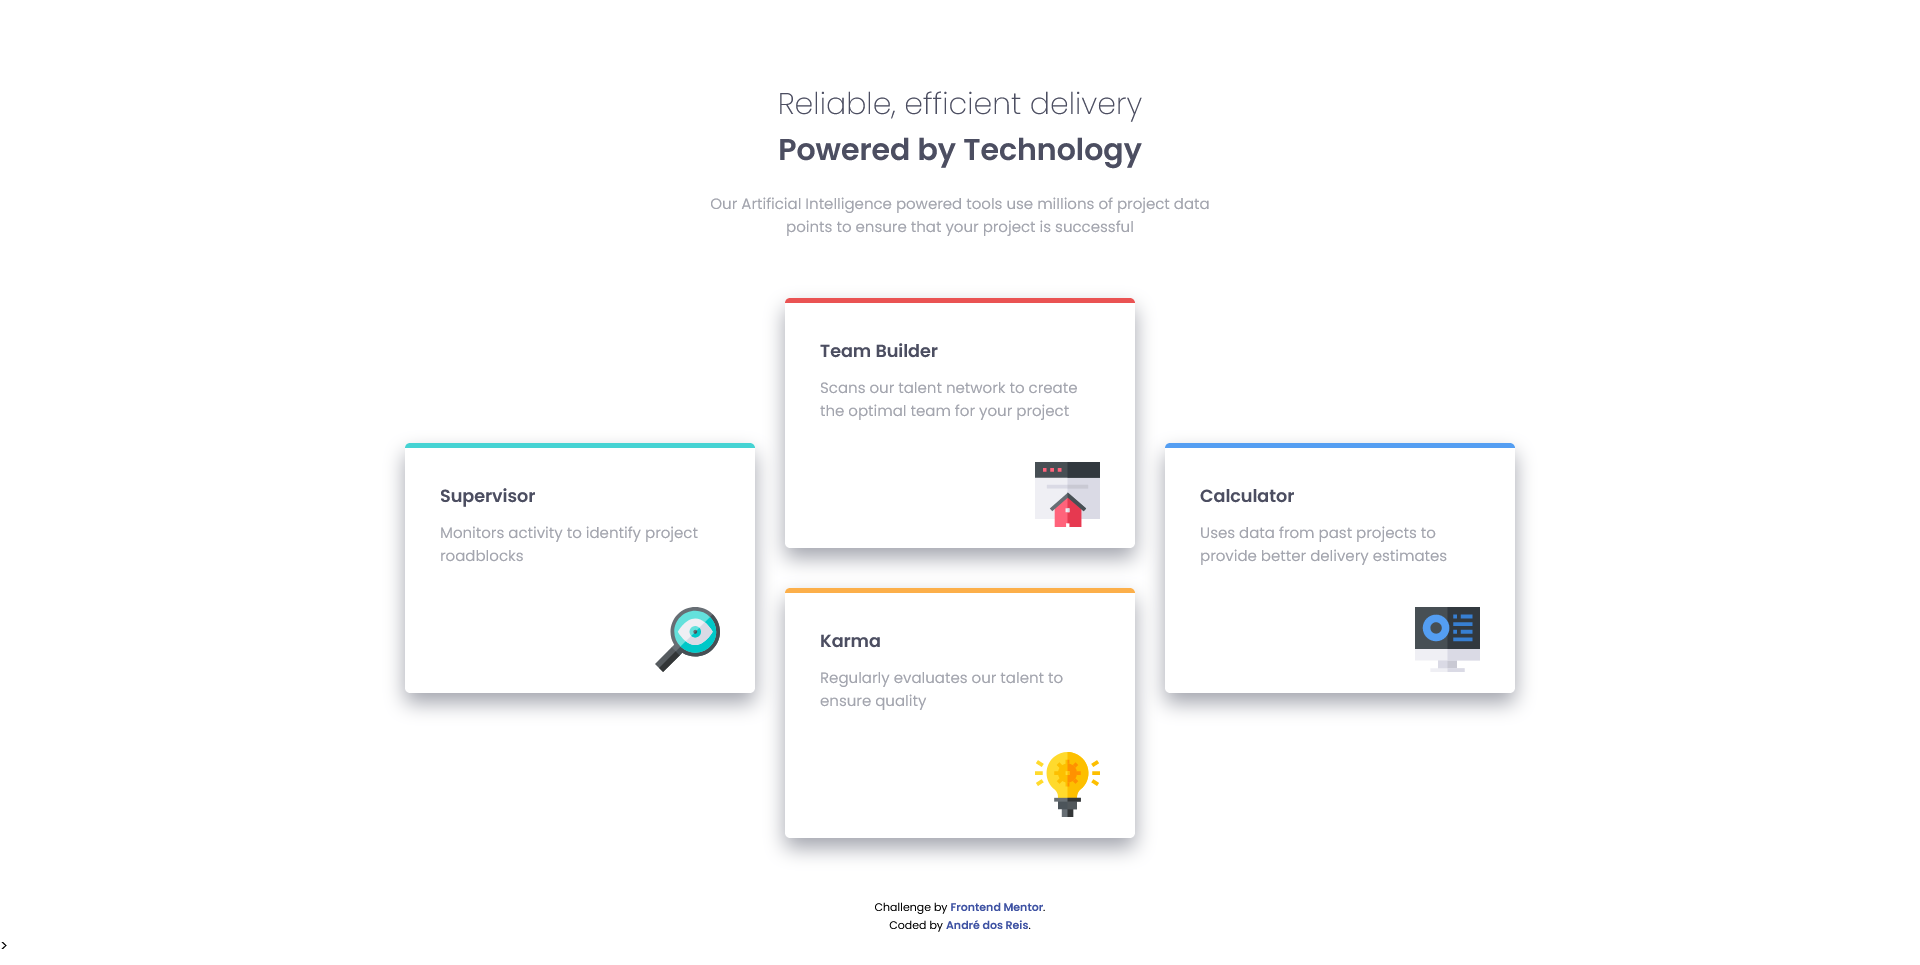 Reliable, efficient delivery
Powered by Technology
Our Artificial Intelligence powered tools use millions of project data
points to ensure that your project is successful
Supervisor
Monitors activity to identify project
roadblocks
Team Builder
Scans our talent network to create
the optimal team for your project
Karma
Regularly evaluates our talent to
ensure quality
Calculator
Uses data from past projects to
provide better delivery estimates
Challenge by Frontend Mentor.
Coded by André dos Reis.
>